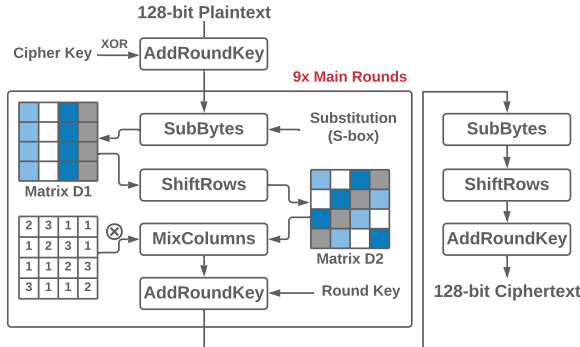 128-bit Plaintext
Cipher Key
XOR
AddRoundKey
9x Main Rounds
SubBytes
Substitution
(S-box)
Matrix D1
ShiftRows
2 3 1 1
1 2 3 1
1 1 2 3
3 1 1 2
MixColumns
Matrix D2
AddRoundKey
Round Key
SubBytes
ShiftRows
AddRoundKey
128-bit Ciphertext